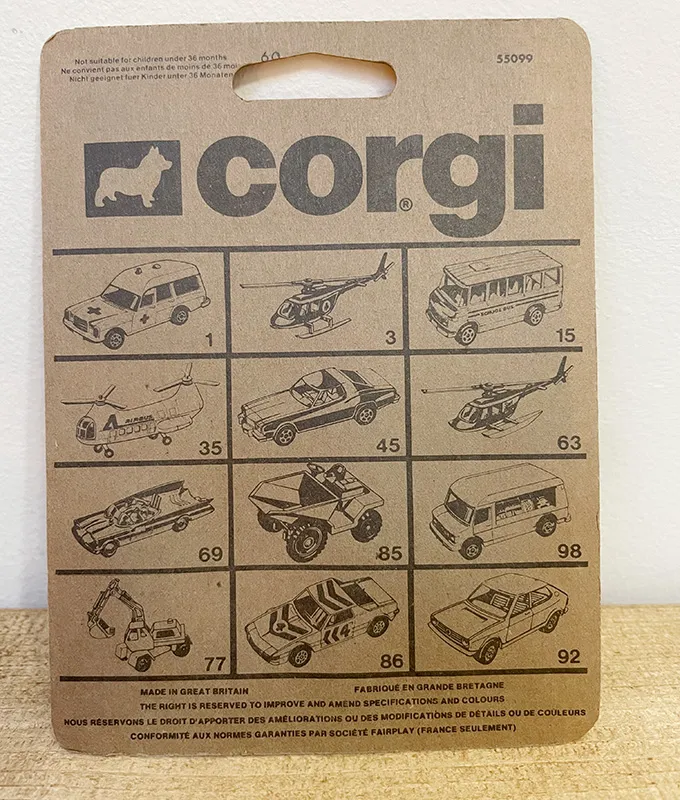 Not suitable for children under 36 months
Ne convient pas aux enfants de moins de 36 moi
Nicht geeignet fuer Kinder unter 36 Monaten
55099
corgi®
1
3
15
35
45
63
69
85
98
77
86
92
MADE IN GREAT BRITAIN FABRIQUÉ EN GRANDE BRETAGNE
THE RIGHT IS RESERVED TO IMPROVE AND AMEND SPECIFICATIONS AND COLOURS
NOUS RÉSERVONS LE DROIT D'APPORTER DES AMÉLIORATIONS OU DES MODIFICATIONS DE DÉTAILS OU DE COULEURS
CONFORMITÉ AUX NORMES GARANTIES PAR SOCIÉTÉ FAIRPLAY (FRANCE SEULEMENT)